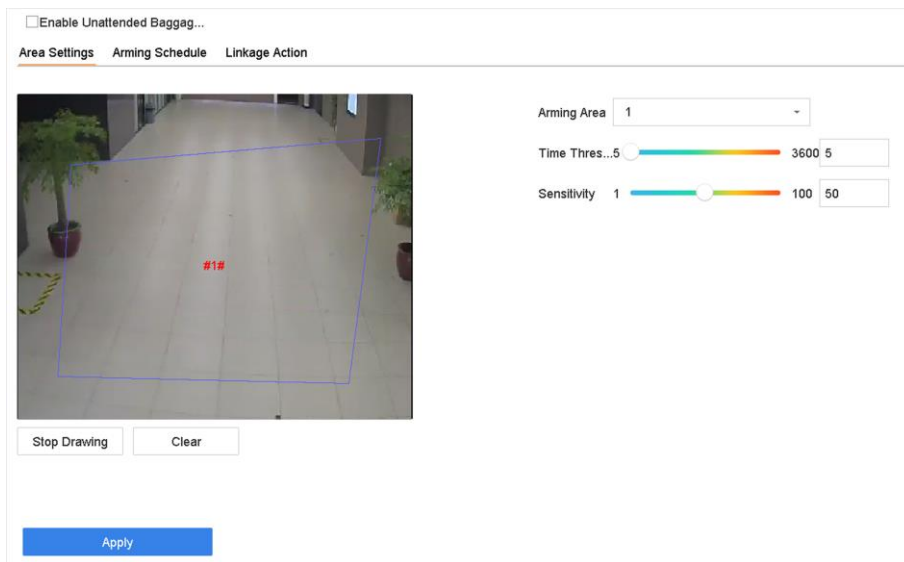 Enable Unattended Baggag...
Area Settings Arming Schedule Linkage Action
Arming Area 1
Time Thres...5 3600 5
Sensitivity 1 100 50
#1#
Stop Drawing Clear
Apply